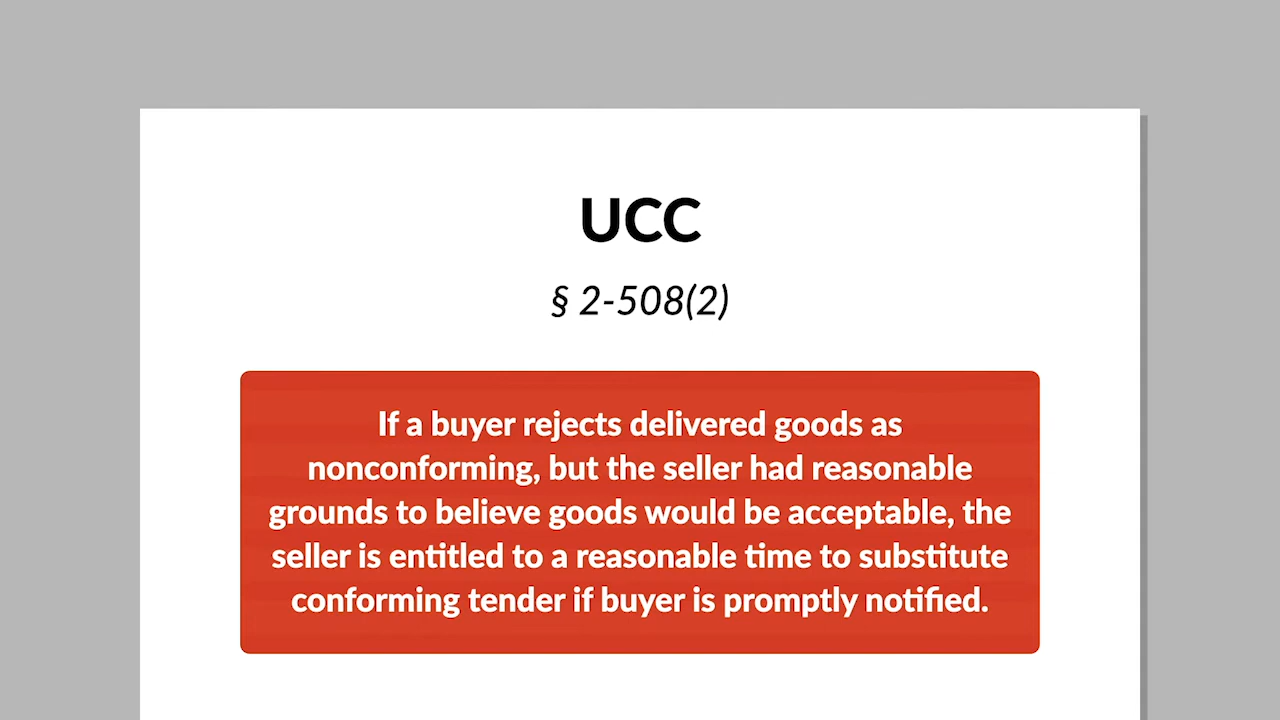 UCC
§ 2-508(2)
If a buyer rejects delivered goods as
nonconforming, but the seller had reasonable
grounds to believe goods would be acceptable, the
seller is entitled to a reasonable time to substitute
conforming tender if buyer is promptly notified.